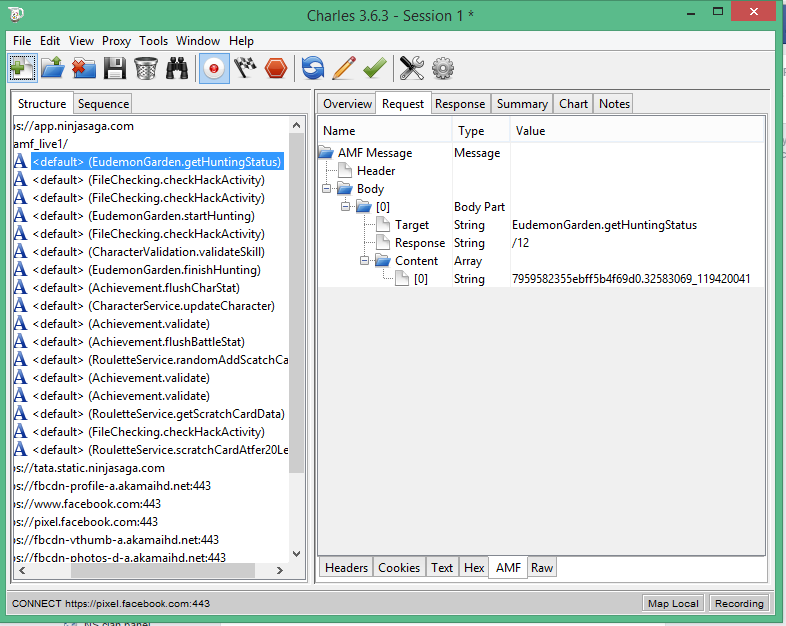 Charles 3.6.3 - Session 1 *
File Edit View Proxy Tools Window Help
Structure Sequence
ps://app.ninjasaga.com
amf_live1/
<default> (EudemonGarden.getHuntingStatus)
<default> (FileChecking.checkHackActivity)
<default> (FileChecking.checkHackActivity)
<default> (EudemonGarden.startHunting)
<default> (FileChecking.checkHackActivity)
<default> (CharacterValidation.validateSkill)
<default> (EudemonGarden.finishHunting)
<default> (Achievement.flushCharStat)
<default> (CharacterService.updateCharacter)
<default> (Achievement.validate)
<default> (Achievement.flushBattleStat)
<default> (RouletteService.randomAddScatchCa
<default> (Achievement.validate)
<default> (Achievement.validate)
<default> (RouletteService.getScratchCardData)
<default> (FileChecking.checkHackActivity)
<default> (RouletteService.scratchCardAtfer20Le
ps://tata.static.ninjasaga.com
ps://fbcdn-profile-a.akamaihd.net:443
ps://www.facebook.com:443
ps://pixel.facebook.com:443
ps://fbcdn-vthumb-a.akamaihd.net:443
ps://fbcdn-photos-d-a.akamaihd.net:443
Overview Request Response Summary Chart Notes
Name Type Value
AMF Message Message
Header
Body
[0] Body Part
Target String EudemonGarden.getHuntingStatus
Response String /12
Content Array
[0] String 7959582355ebff5b4f69d0.32583069_119420041
Headers Cookies Text Hex AMF Raw
CONNECT https://pixel.facebook.com:443
Map Local Recording